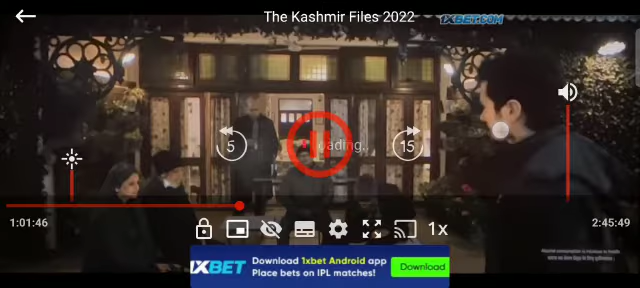 The Kashmir Files 2022
1XBET.COM
5
Loading..
15
1:01:46
2:45:49
1x
1XBET
Download 1xbet Android app
Place bets on IPL matches!
Download